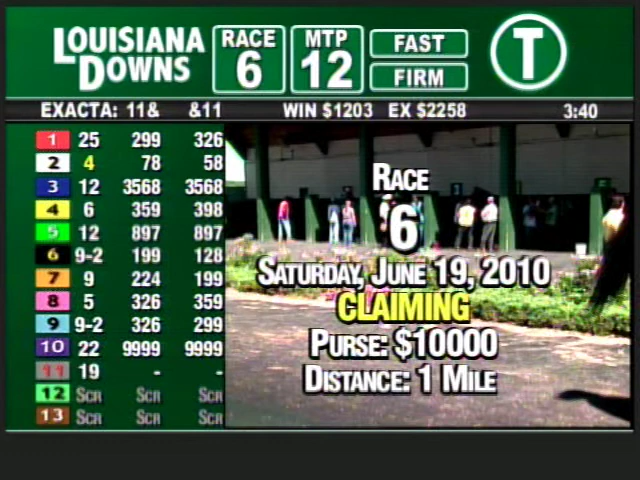 LOUISIANA DOWNS
RACE 6
MTP 12
FAST
FIRM
T
EXACTA: 11& &11 WIN $1203 EX $2258 3:40
1 25 299 326
2 4 78 58
3 12 3568 3568
4 6 359 398
5 12 897 897
6 9-2 199 128
7 9 224 199
8 5 326 359
9 9-2 326 299
10 22 9999 9999
11 19 - -
12 SCR SCR SCR
13 SCR SCR SCR
RACE
6
SATURDAY, JUNE 19, 2010
CLAIMING
PURSE: $10000
DISTANCE: 1 MILE